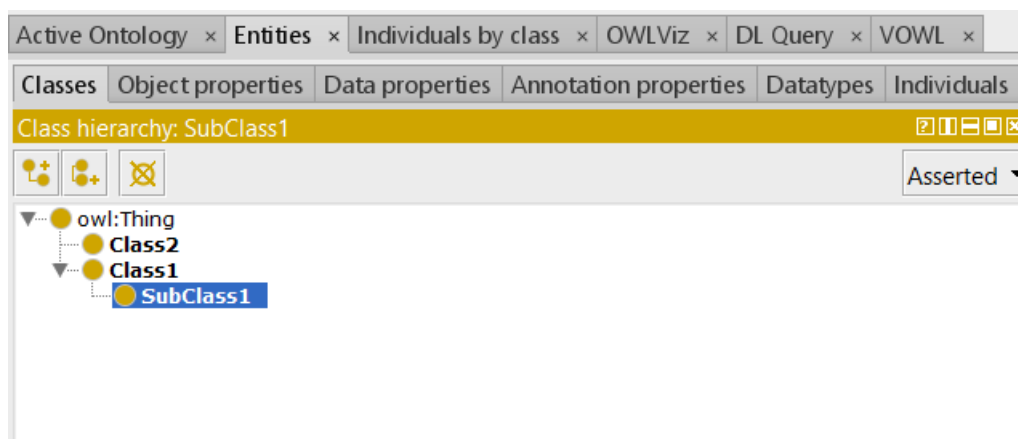 Active Ontology × Entities × Individuals by class × OWLViz × DL Query × VOWL ×
Classes Object properties Data properties Annotation properties Datatypes Individuals
Class hierarchy: SubClass1
Asserted
owl:Thing
Class2
Class1
SubClass1